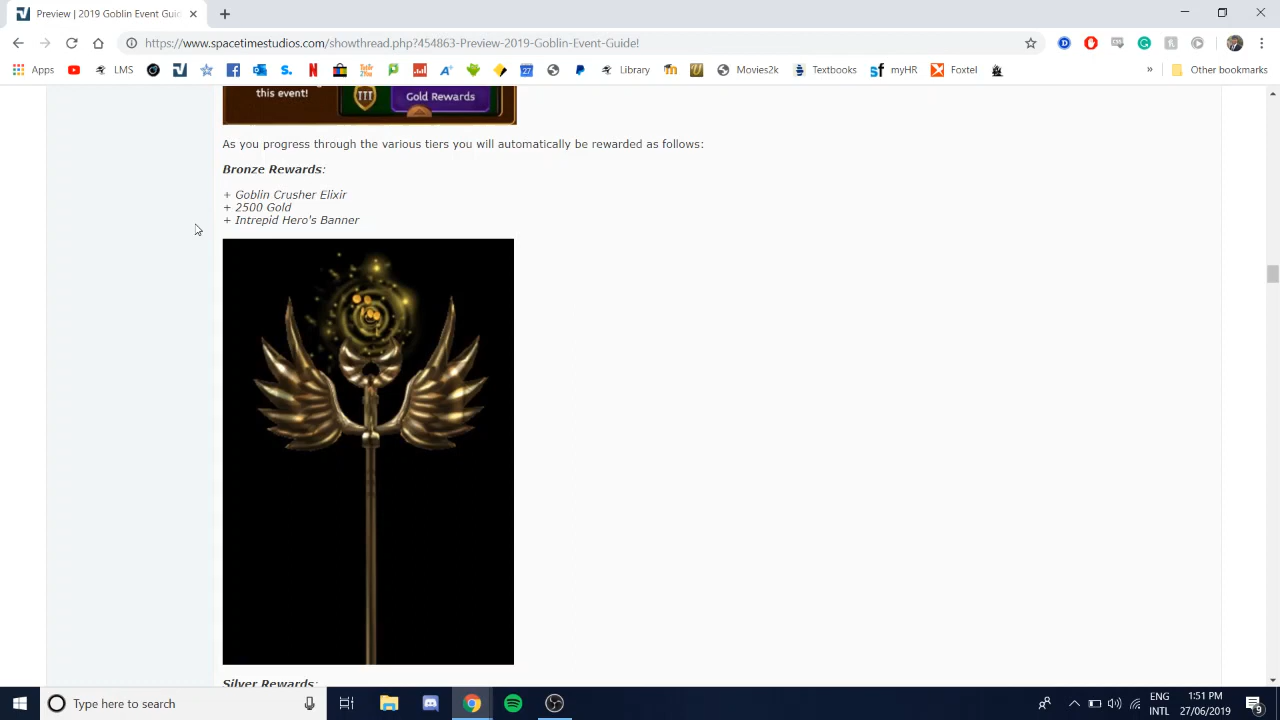 Preview | 2019 Goblin Event Guid
https://www.spacetimestudios.com/showthread.php?454863-Preview-2019-Goblin-Event-Guide!
Apps
LMS
Library
Movies2k
Textbooks
myHR
Foxtel
»
Other bookmarks
this event!
III
Gold Rewards
As you progress through the various tiers you will automatically be rewarded as follows:
Bronze Rewards:
+ Goblin Crusher Elixir
+ 2500 Gold
+ Intrepid Hero's Banner
Silver Rewards:
Type here to search
ENG
INTL
1:51 PM
27/06/2019
9